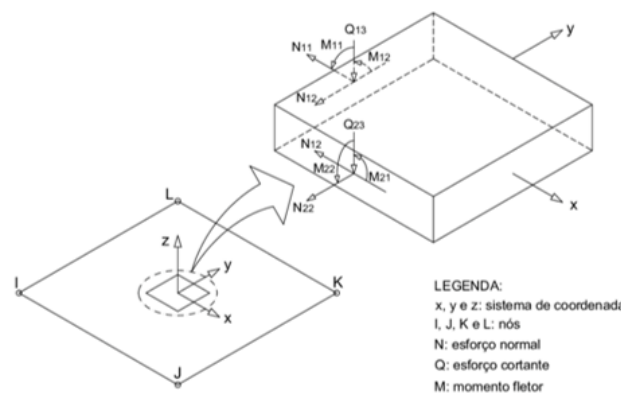 Q13
N11
M11
M12
y
N12
Q23
N12
M22
M21
N22
x
L
z
y
I
K
x
J
LEGENDA:
x, y e z: sistema de coordenada
I, J, K e L: nós
N: esforço normal
Q: esforço cortante
M: momento fletor